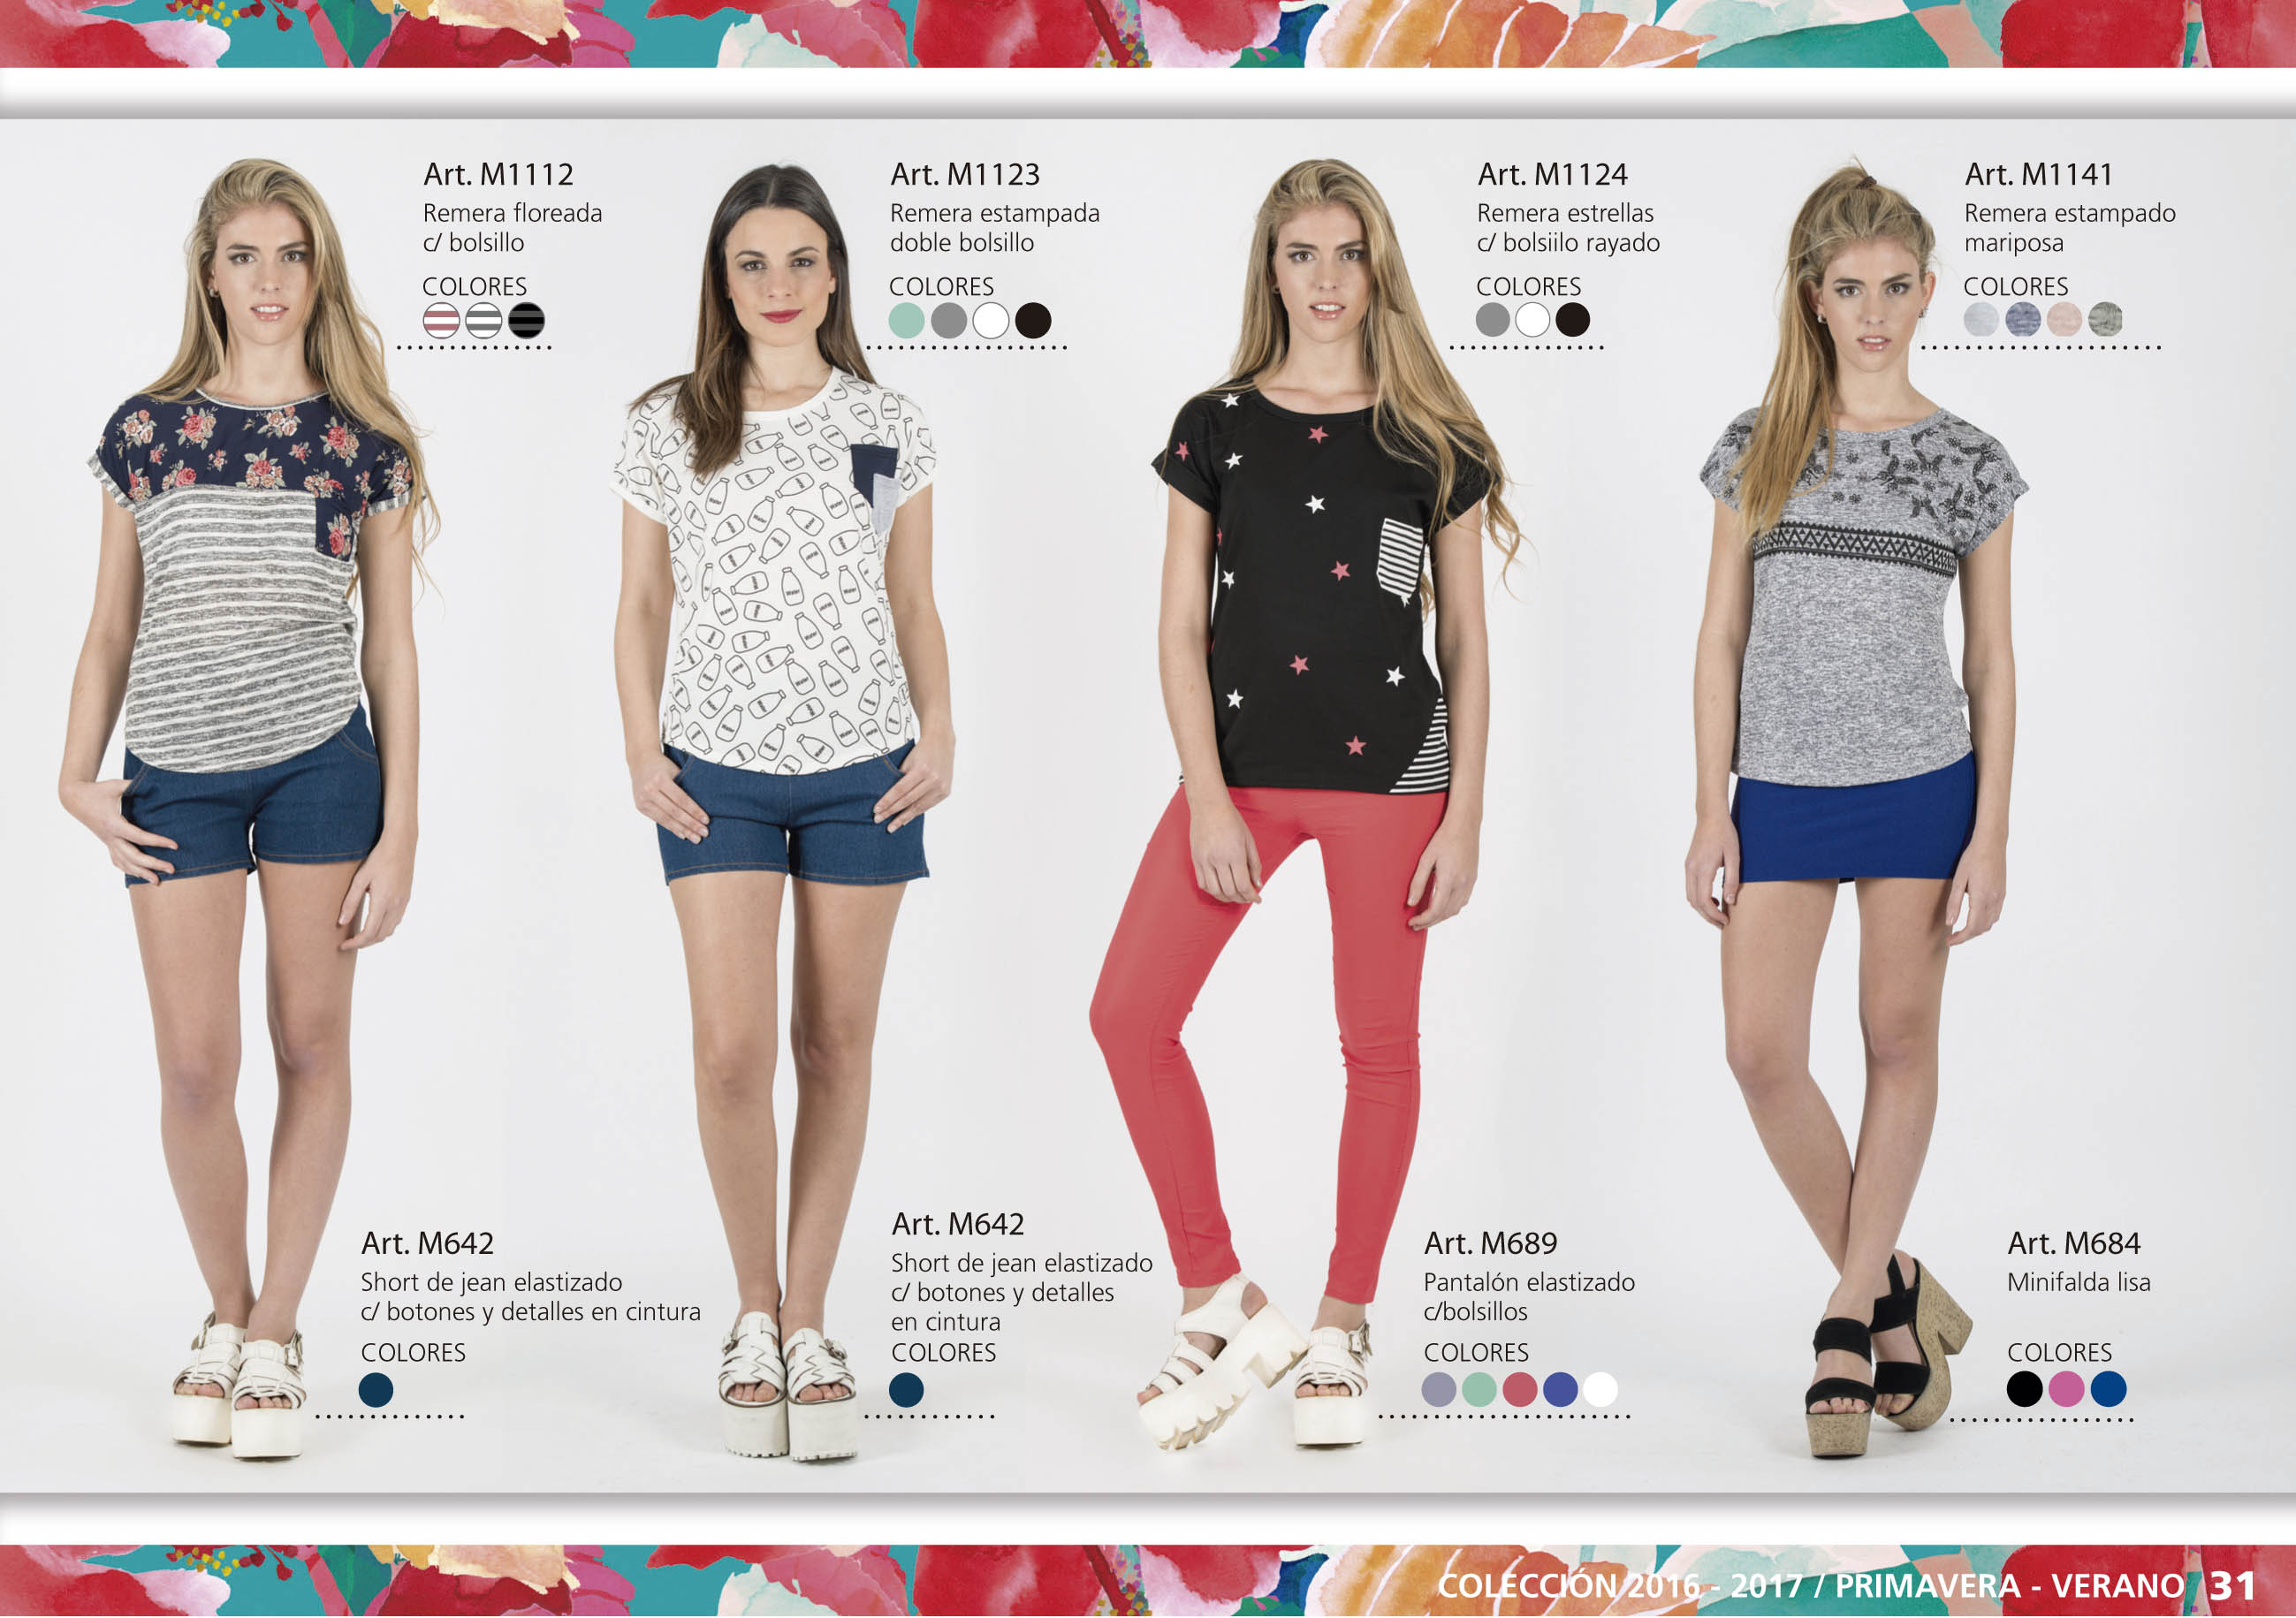 Art. M1112
Remera floreada
c/ bolsillo
COLORES
Art. M1123
Remera estampada
doble bolsillo
COLORES
Art. M1124
Remera estrellas
c/ bolsiilo rayado
COLORES
Art. M1141
Remera estampado
mariposa
COLORES
Art. M642
Short de jean elastizado
c/ botones y detalles en cintura
COLORES
Art. M642
Short de jean elastizado
c/ botones y detalles
en cintura
COLORES
Art. M689
Pantalón elastizado
c/bolsillos
COLORES
Art. M684
Minifalda lisa
COLORES
COLECCIÓN 2016 - 2017 / PRIMAVERA - VERANO 31